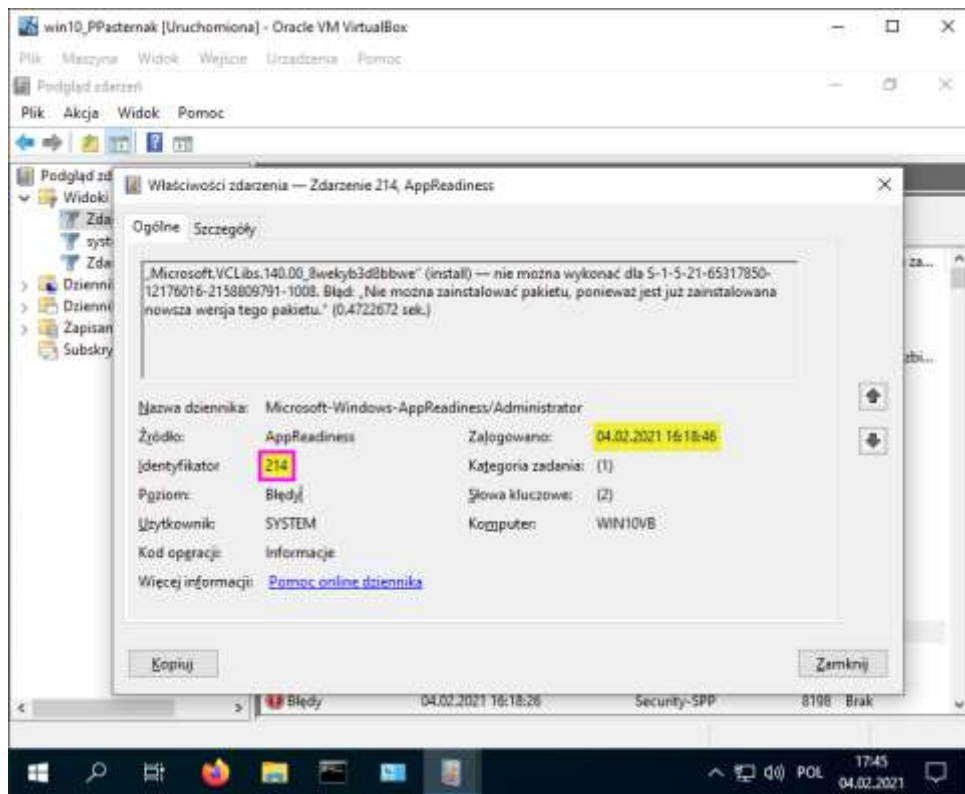 win10_PPasternak [Uruchomiona] - Oracle VM VirtualBox
Plik Maszyna Widok Wejście Urządzenia Pomoc
Podgląd zdarzeń
Plik Akcja Widok Pomoc
Podgląd zd
Widoki
Zda
syst
Zda
Dzienni
Dzienni
Zapisan
Subskry
Właściwości zdarzenia — Zdarzenie 214, AppReadiness
Ogólne Szczegóły
„Microsoft.VCLibs.140.00_8wekyb3d8bbwe" (install) — nie można wykonać dla S-1-5-21-65317850-
12176016-2158809791-1008. Błąd: „Nie można zainstalować pakietu, ponieważ jest już zainstalowana
nowsza wersja tego pakietu." (0.4722672 sek.)
Nazwa dziennika: Microsoft-Windows-AppReadiness/Administrator
Źródło: AppReadiness Zalogowano: 04.02.2021 16:18:46
Identyfikator 214 Kategoria zadania: (1)
Poziom: Błędy Słowa kluczowe: (2)
Użytkownik: SYSTEM Komputer: WIN10VB
Kod operacji: Informacje
Więcej informacji: Pomoc online dziennika
Kopiuj Zamknij
za...
zbi...
Błędy 04.02.2021 16:18:26 Security-SPP 8198 Brak
POL 17:45
04.02.2021